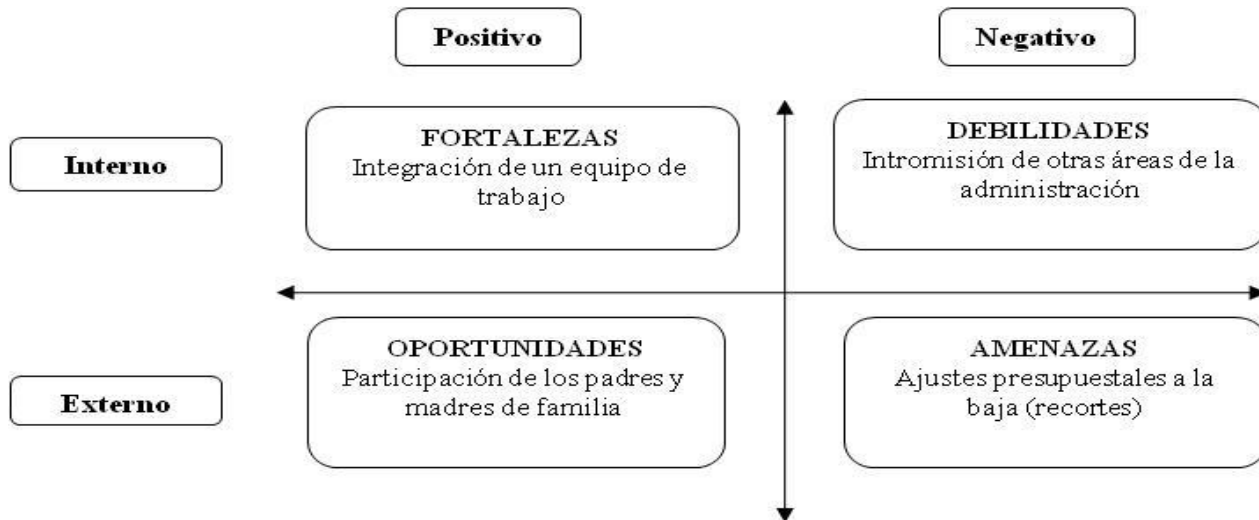 Positivo
Negativo
Interno
FORTALEZAS
Integración de un equipo de
trabajo
DEBILIDADES
Intromisión de otras áreas de la
administración
Externo
OPORTUNIDADES
Participación de los padres y
madres de familia
AMENAZAS
Ajustes presupuestales a la
baja (recortes)